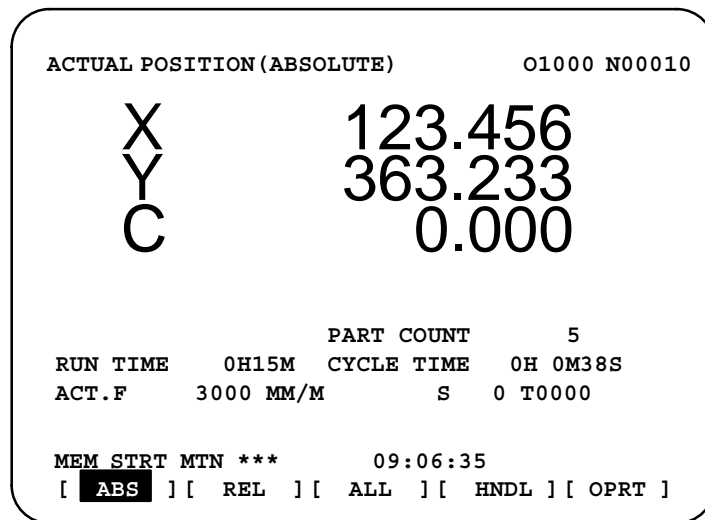 ACTUAL POSITION(ABSOLUTE) O1000 N00010
X 123.456
Y 363.233
C 0.000
PART COUNT 5
RUN TIME 0H15M CYCLE TIME 0H 0M38S
ACT.F 3000 MM/M S 0 T0000
MEM STRT MTN *** 09:06:35
[ ABS ][ REL ][ ALL ][ HNDL ][ OPRT ]